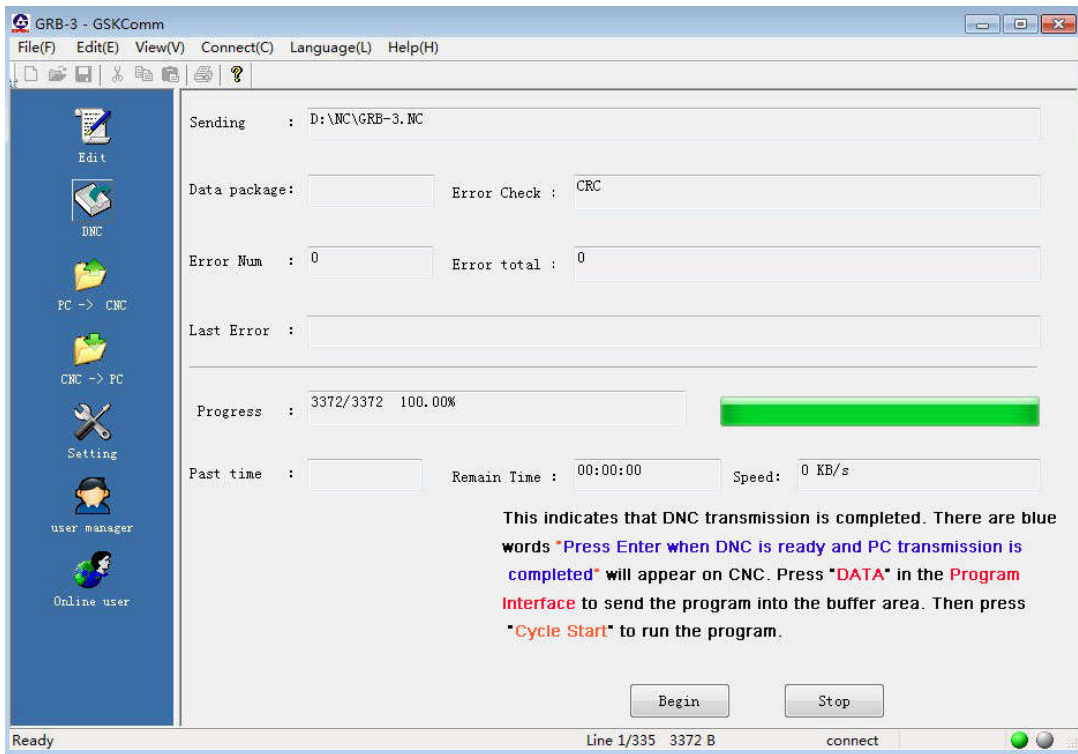 GRB-3 - GSKComm
File(F) Edit(E) View(V) Connect(C) Language(L) Help(H)
Edit
DNC
PC -> CNC
CNC -> PC
Setting
user manager
Online user
Sending : D:\NC\GRB-3.NC
Data package: Error Check : CRC
Error Num : 0 Error total : 0
Last Error :
Progress : 3372/3372 100.00%
Past time : Remain Time : 00:00:00 Speed: 0 KB/s
This indicates that DNC transmission is completed. There are blue
words "Press Enter when DNC is ready and PC transmission is
completed" will appear on CNC. Press "DATA" in the Program
Interface to send the program into the buffer area. Then press
"Cycle Start" to run the program.
Begin Stop
Ready Line 1/335 3372 B connect